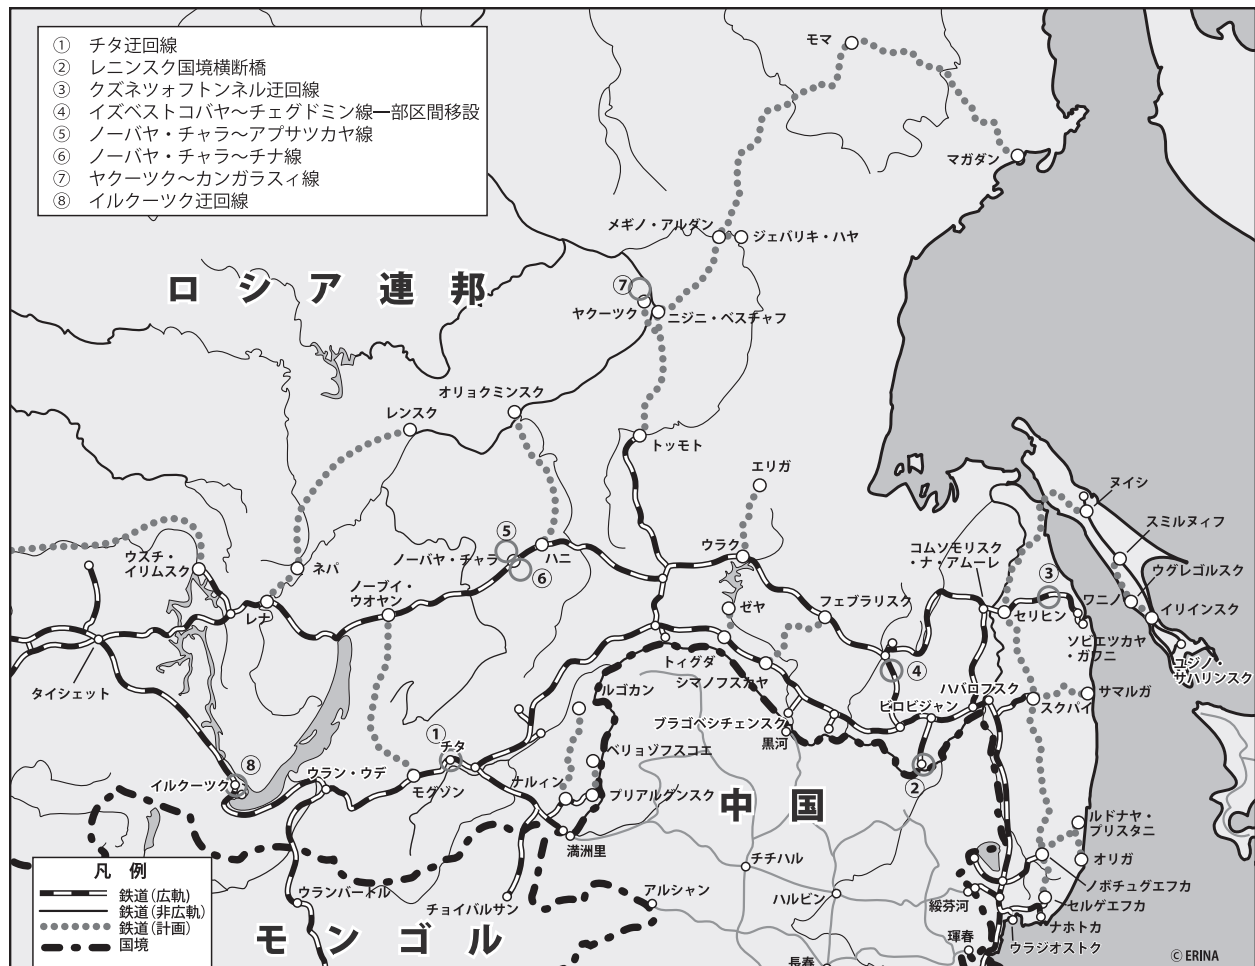 ① チタ迂回線
② レニンスク国境横断橋
③ クズネツォフトンネル迂回線
④ イズベストコバヤ～チェグドミン線一部区間移設
⑤ ノーバヤ・チャラ～アプサツカヤ線
⑥ ノーバヤ・チャラ～チナ線
⑦ ヤクーツク～カンガラスィ線
⑧ イルクーツク迂回線
モマ
マガダン
メギノ・アルダン
ジェバリキ・ハヤ
ロシア連邦
⑦
ヤクーツク
ニジニ・ベスチャフ
オリョクミンスク
レンスク
トッモト
エリガ
ヌイシ
スミルヌィフ
ウグレゴルスク
イリインスク
ユジノ・
サハリンスク
ウスチ・
イリムスク
ネパ
ノーバヤ・チャラ
⑤
⑥
ハニ
ウラク
コムソモリスク
・ナ・アムーレ
③
ワニノ
セリヒン
ソビエツカヤ
・ガワニ
レナ
ノーブイ・
ウオヤン
ゼヤ
フェブラリスク
④
タイシェット
トィグダ
シマノフスカヤ
ハバロフスク
サマルガ
スクパイ
ビロビジャン
ルゴカン
ブラゴベシチェンスク
黒河
①
チタ
ベリョゾフスコエ
⑧
イルクーツク
ウラン・ウデ
モグゾン
ナルィン
プリアルグンスク
②
中国
ルドナヤ・
プリスタニ
満洲里
チチハル
オリガ
凡 例
鉄道(広軌)
鉄道(非広軌)
鉄道(計画)
国境
ウランバートル
チョイバルサン
アルシャン
ハルビン
ノボチュグエフカ
綏芬河
セルゲエフカ
ナホトカ
モンゴル
琿春
ウラジオストク
長春
© ERINA